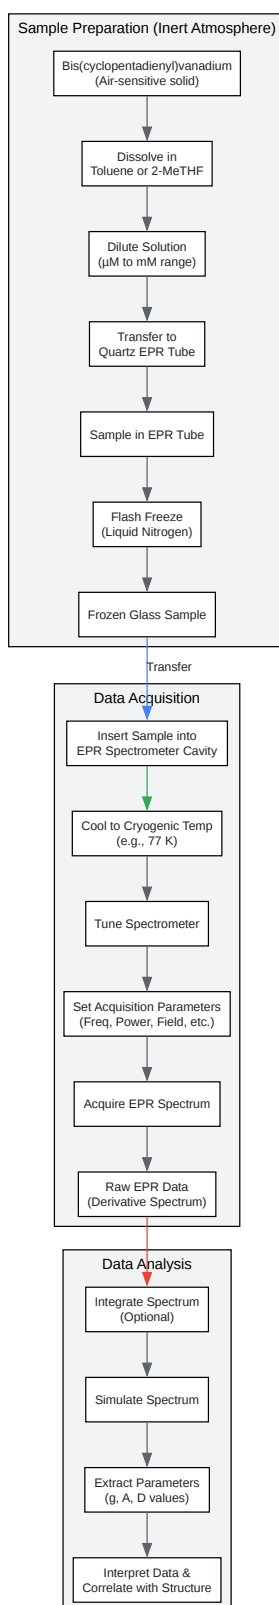 Sample Preparation (Inert Atmosphere)
Bis(cyclopentadienyl)vanadium
(Air-sensitive solid)
Dissolve in
Toluene or 2-MeTHF
Dilute Solution
(µM to mM range)
Transfer to
Quartz EPR Tube
Sample in EPR Tube
Flash Freeze
(Liquid Nitrogen)
Frozen Glass Sample
Transfer
Data Acquisition
Insert Sample into
EPR Spectrometer Cavity
Cool to Cryogenic Temp
(e.g., 77 K)
Tune Spectrometer
Set Acquisition Parameters
(Freq, Power, Field, etc.)
Acquire EPR Spectrum
Raw EPR Data
(Derivative Spectrum)
Data Analysis
Integrate Spectrum
(Optional)
Simulate Spectrum
Extract Parameters
(g, A, D values)
Interpret Data &
Correlate with Structure